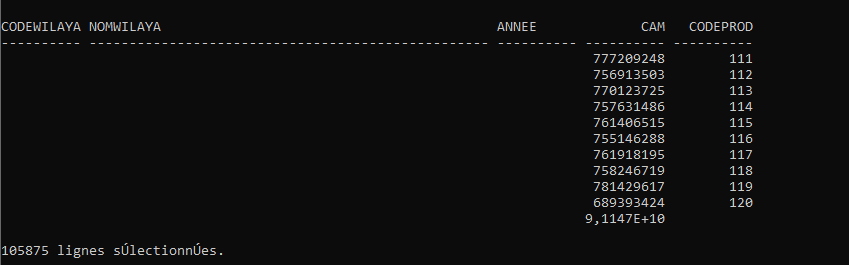 CODEWILAYA NOMWILAYA ANNEE CAM CODEPROD
---------- -------------------------------------------------- ---------- ---------- ----------
777209248 111
756913503 112
770123725 113
757631486 114
761406515 115
755146288 116
761918195 117
758246719 118
781429617 119
689393424 120
9,1147E+10
105875 lignes sÚlectionnÚes.